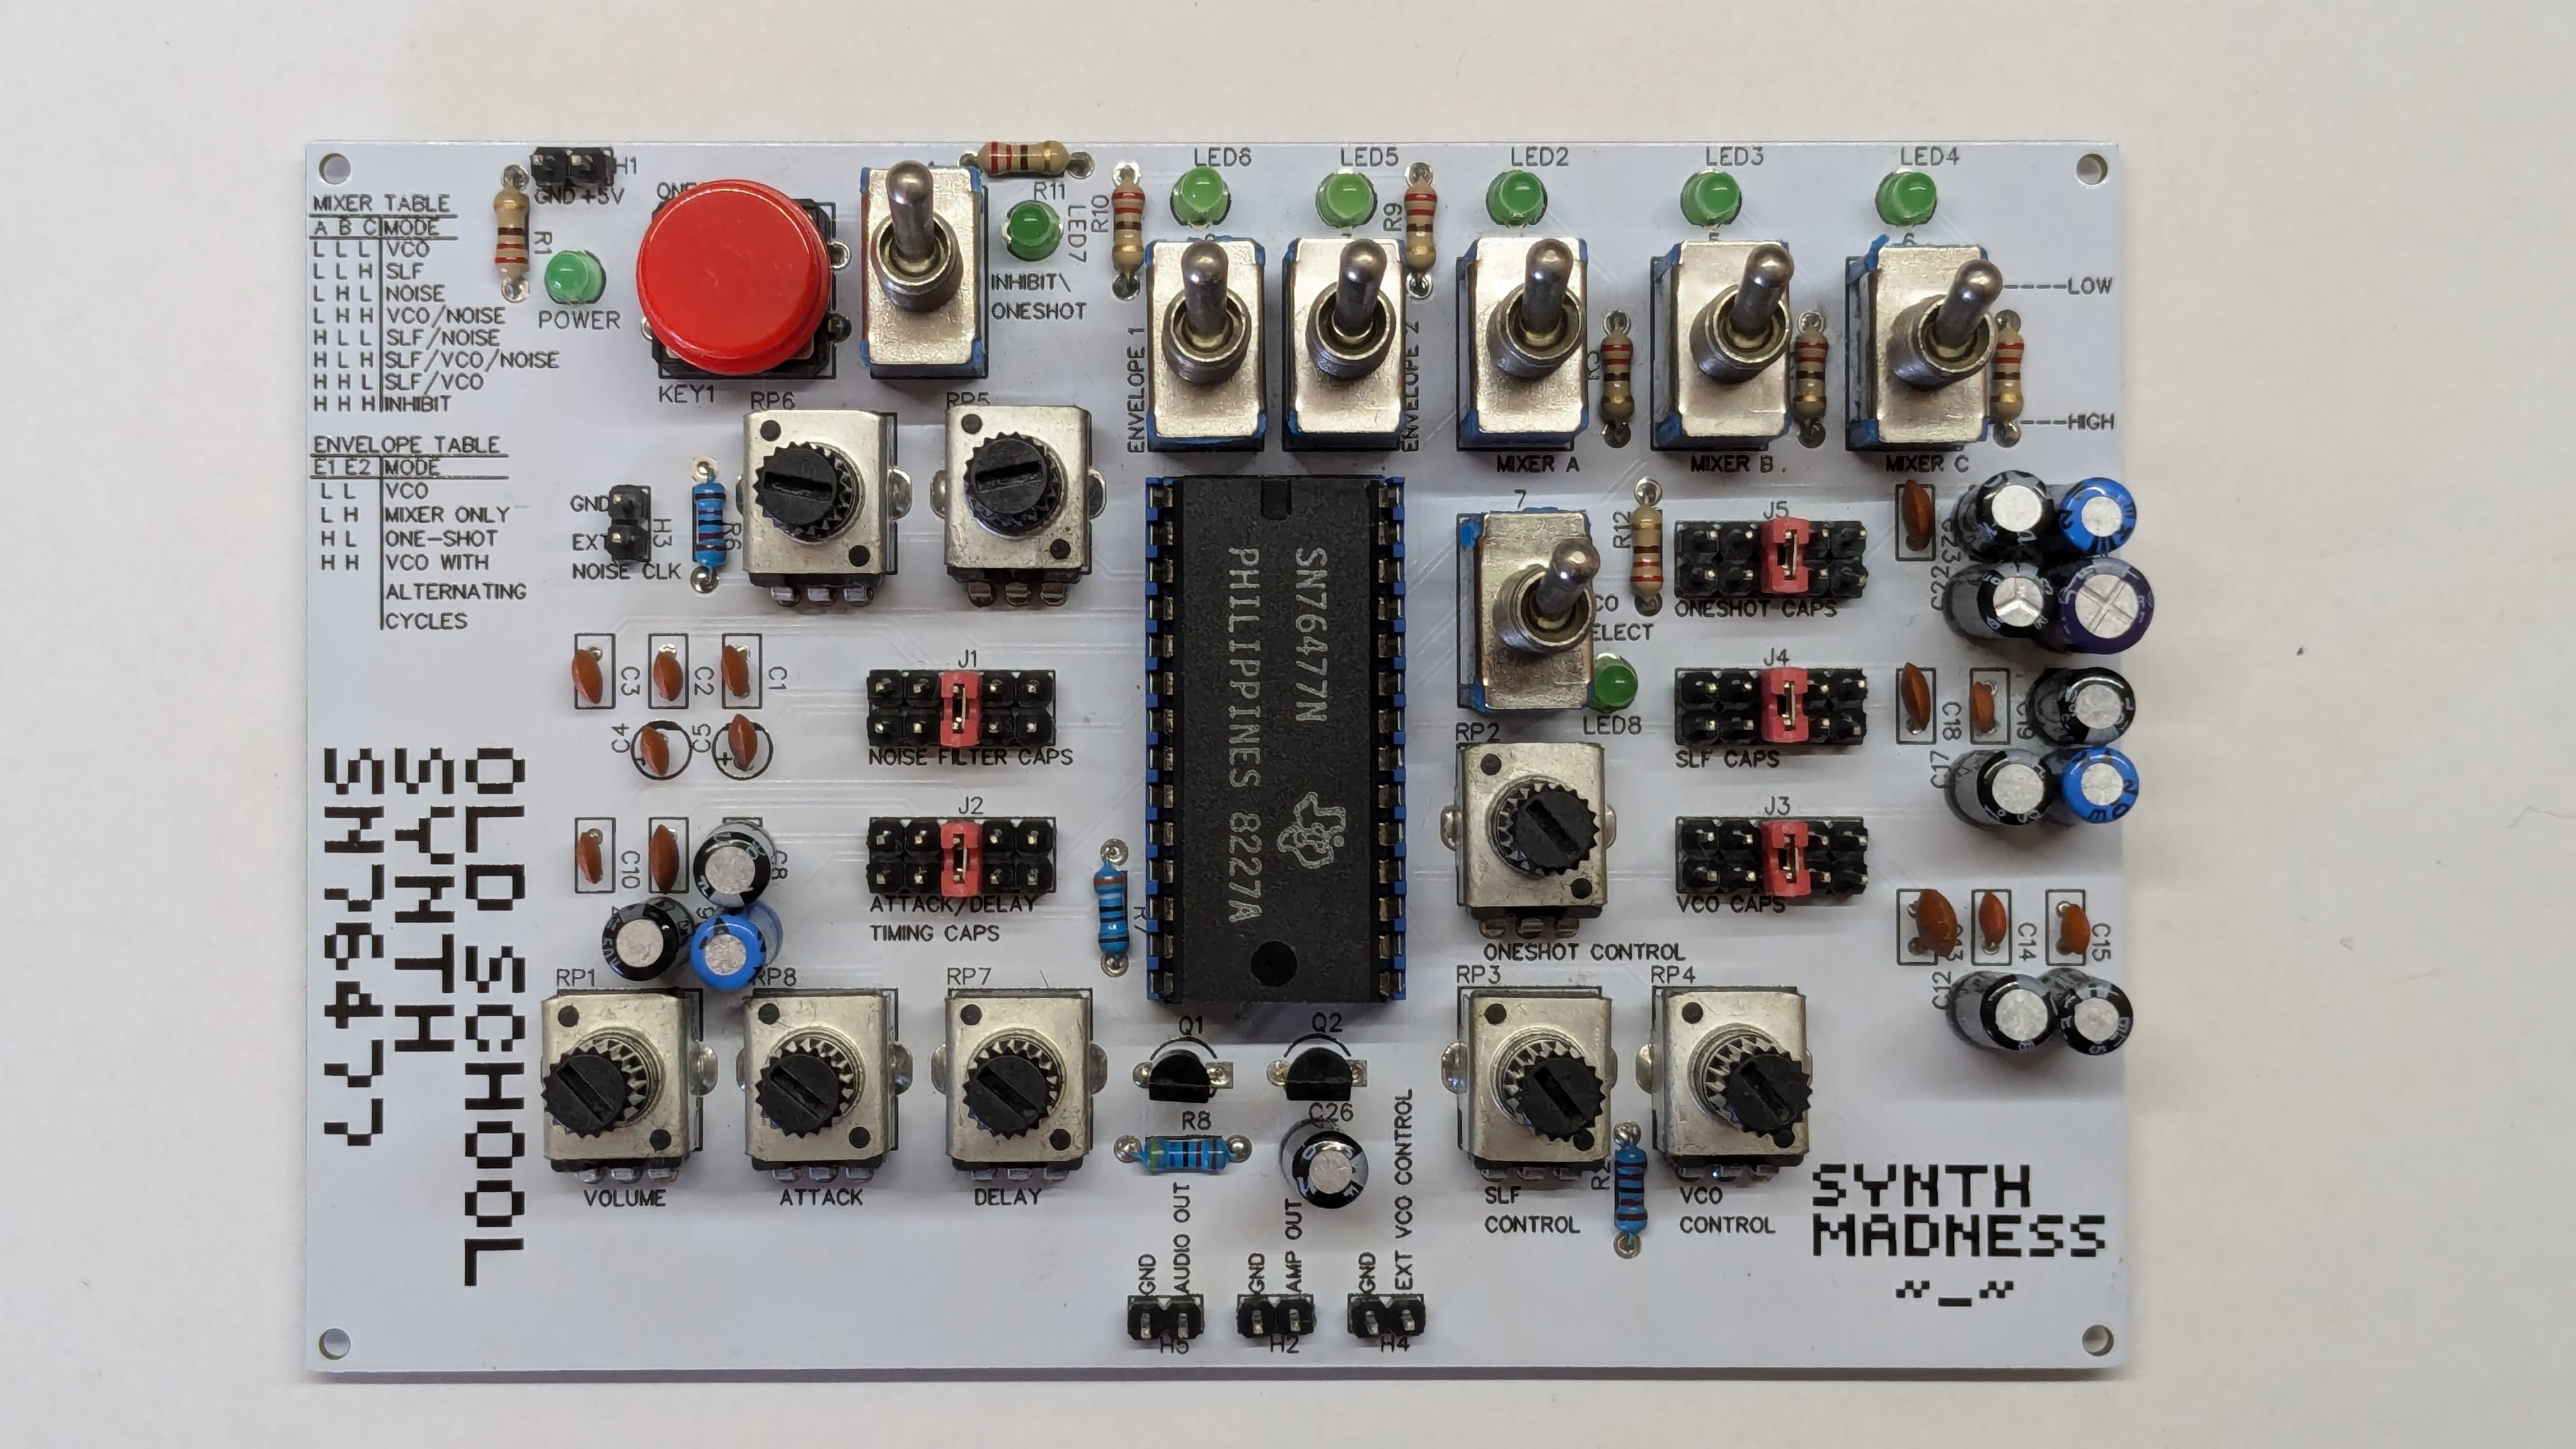 H1
GND +5V
R1
POWER
MIXER TABLE
A B C MODE
L L L VCO
L L H SLF
L H L NOISE
L H H VCO/NOISE
H L L SLF/NOISE
H L H SLF/VCO/NOISE
H H L SLF/VCO
H H H INHIBIT
ENVELOPE TABLE
E1 E2 MODE
L L VCO
L H MIXER ONLY
H L ONE-SHOT
H H VCO WITH
ALTERNATING
CYCLES
KEY1
R11
LED7
INHIBIT\
ONESHOT
R10
LED6
LED5
R9
LED2
LED3
LED4
----LOW
---HIGH
ENVELOPE 1
ENVELOPE 2
MIXER A
MIXER B
MIXER C
RP6
RP5
GND
EXT
H3
R6
NOISE CLK
SN76477N
PHILIPPINES 8227A
7
R12
LED8
J5
ONESHOT CAPS
C23
C22
C3
C2
C1
C4
C5
J1
NOISE FILTER CAPS
J4
SLF CAPS
C18
C19
C17
RP2
ONESHOT CONTROL
C10
J2
ATTACK/DELAY
TIMING CAPS
R7
J3
VCO CAPS
C14
C15
C12
OLD SCHOOL
SYNTH
SN76477
RP1
VOLUME
RP8
ATTACK
RP7
DELAY
Q1
Q2
R8
C26
RP3
SLF
CONTROL
RP4
VCO
CONTROL
GND
AUDIO OUT
H5
GND
AMP OUT
H2
GND
EXT VCO CONTROL
H4
SYNTH
MADNESS
~_~